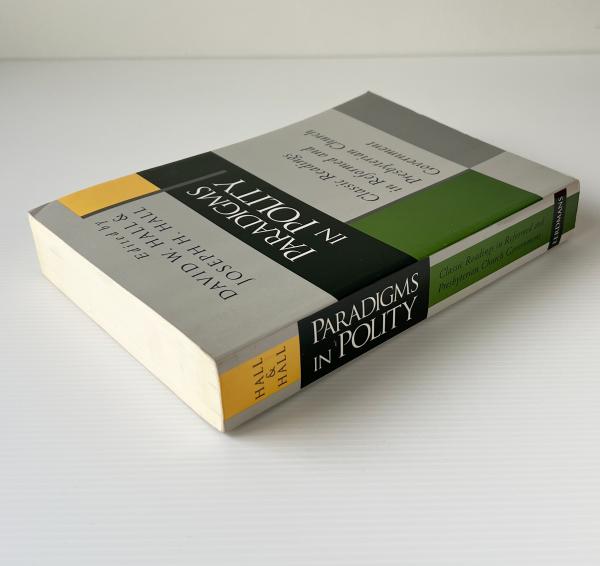 Classic Readings
in Reformed and
Presbyterian Church
Government
PARADIGMS
IN POLITY
Edited by
DAVID W. HALL &
JOSEPH H. HALL
HALL
&
HALL
PARADIGMS
IN POLITY
Classic Readings in Reformed and
Presbyterian Church Government
EERDMANS